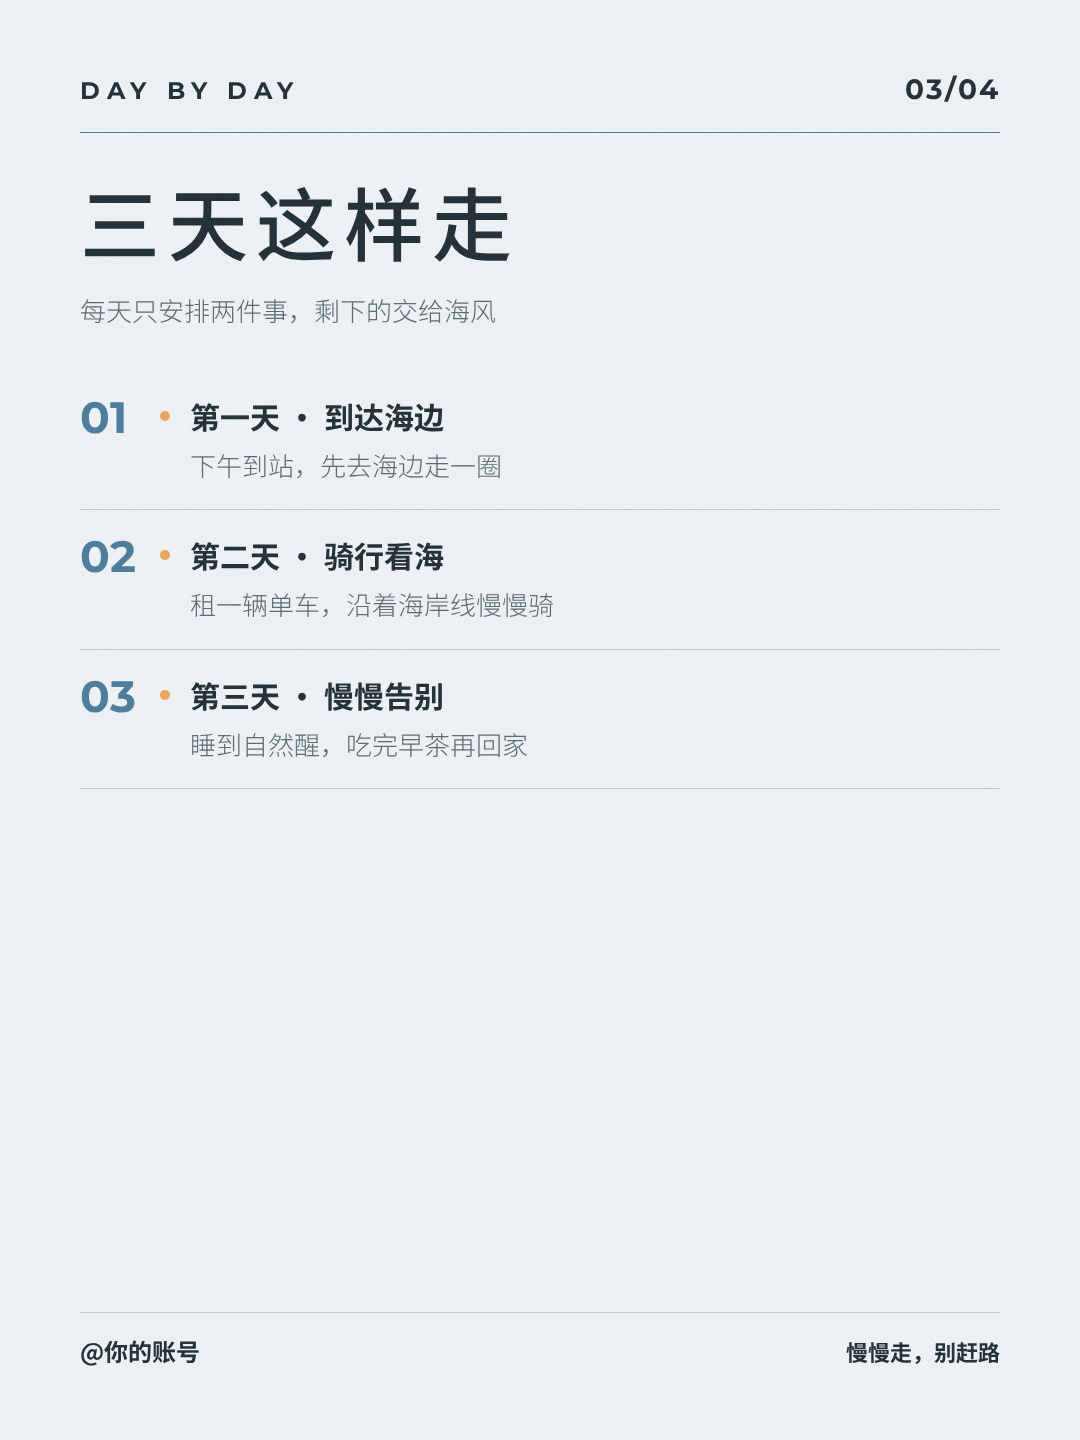 DAY BY DAY
03/04
三天这样走
每天只安排两件事，剩下的交给海风
01 • 第一天 · 到达海边
下午到站，先去海边走一圈
02 • 第二天 · 骑行看海
租一辆单车，沿着海岸线慢慢骑
03 • 第三天 · 慢慢告别
睡到自然醒，吃完早茶再回家
@你的账号
慢慢走，别赶路